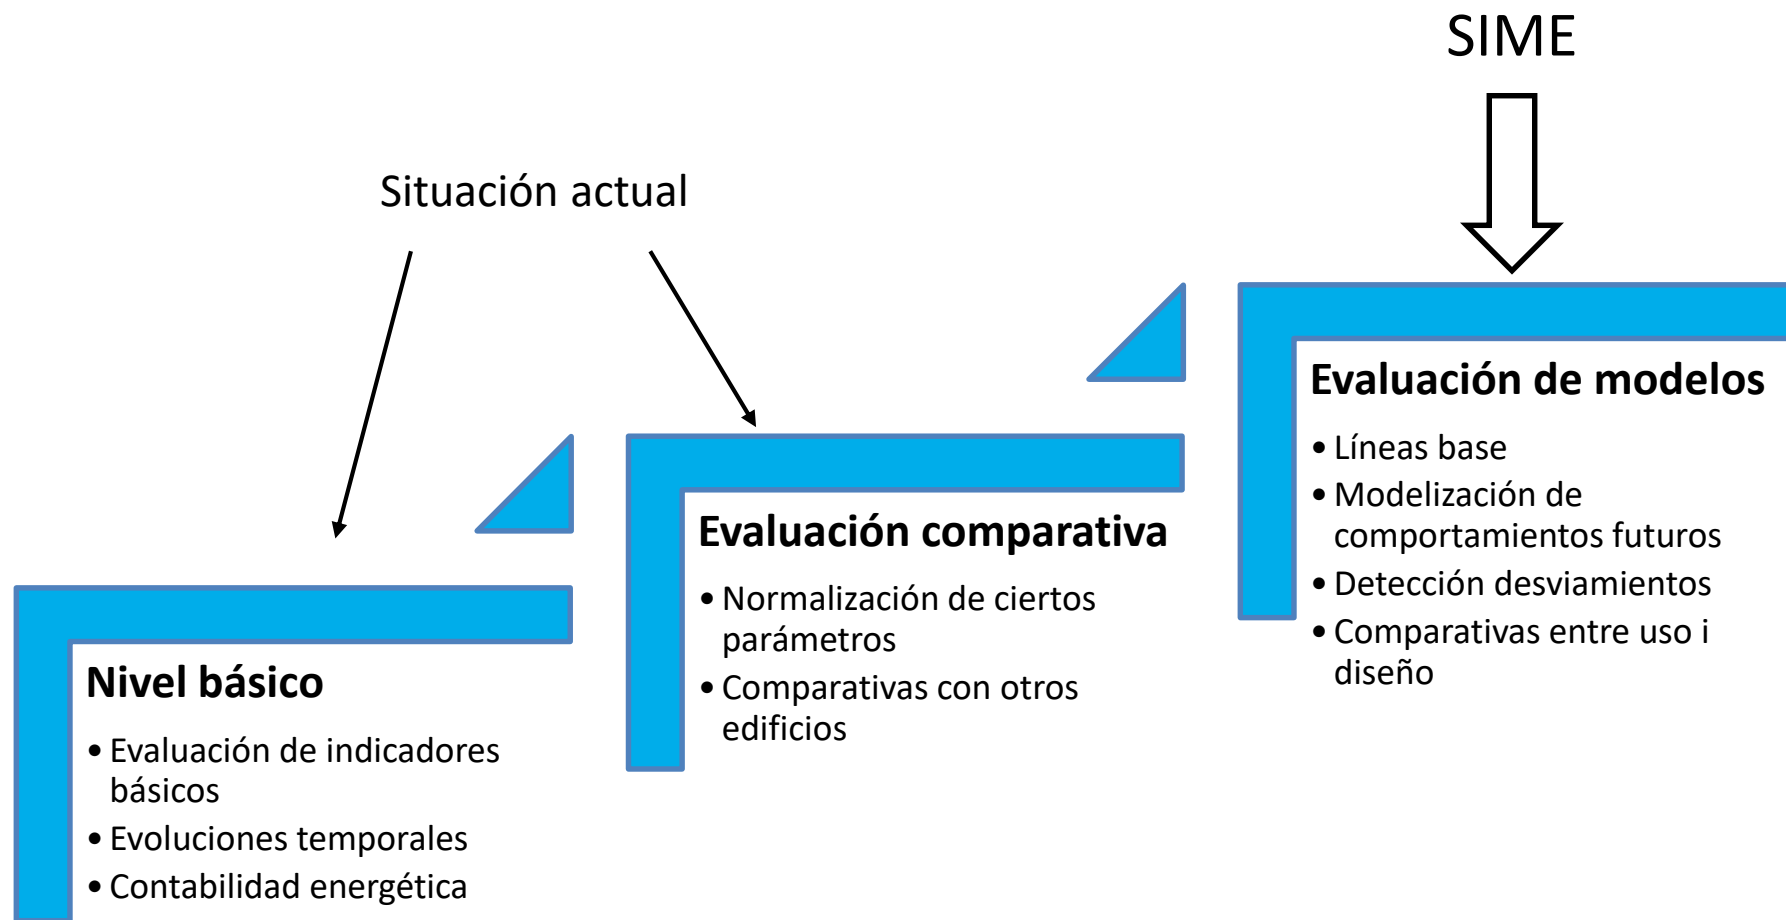 SIME
Situación actual
Evaluación de modelos
• Líneas base
• Modelización de
comportamientos futuros
• Detección desviamientos
• Comparativas entre uso i
diseño
Evaluación comparativa
• Normalización de ciertos
parámetros
• Comparativas con otros
edificios
Nivel básico
• Evaluación de indicadores
básicos
• Evoluciones temporales
• Contabilidad energética